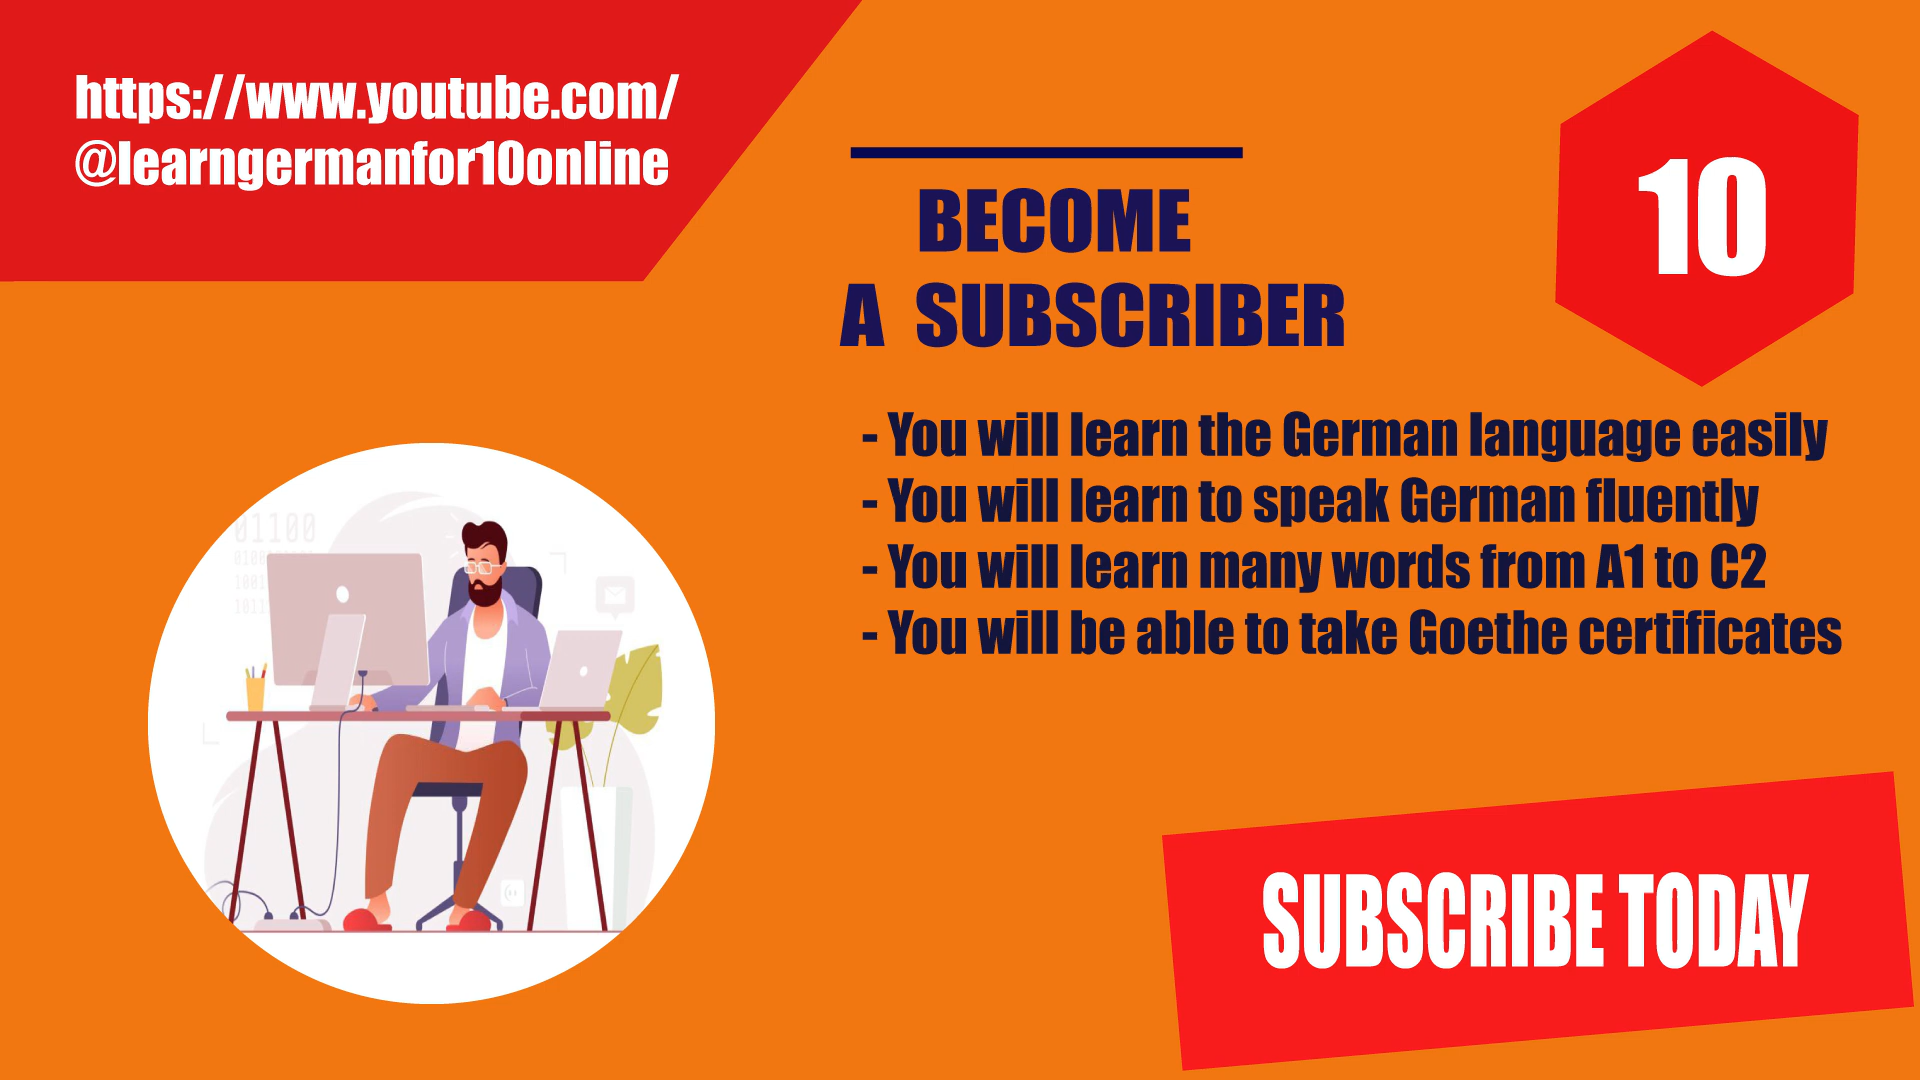 https://www.youtube.com/
@learngermanfor10online
10
BECOME
A SUBSCRIBER
- You will learn the German language easily
- You will learn to speak German fluently
- You will learn many words from A1 to C2
- You will be able to take Goethe certificates
01100
SUBSCRIBE TODAY